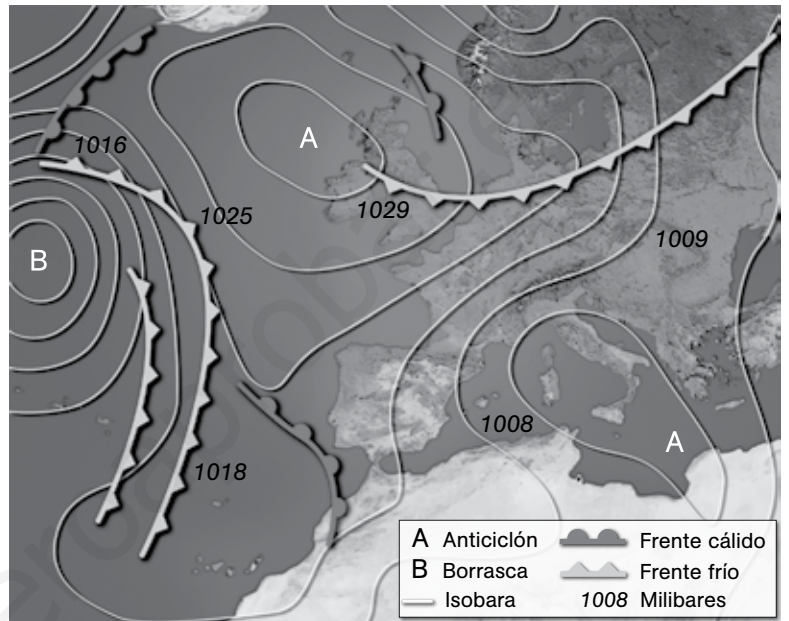 A
1016
1025
1029
B
1009
1008
A
1018
A Anticiclón
B Borrasca
Isobara
Frente cálido
Frente frío
1008 Milibares